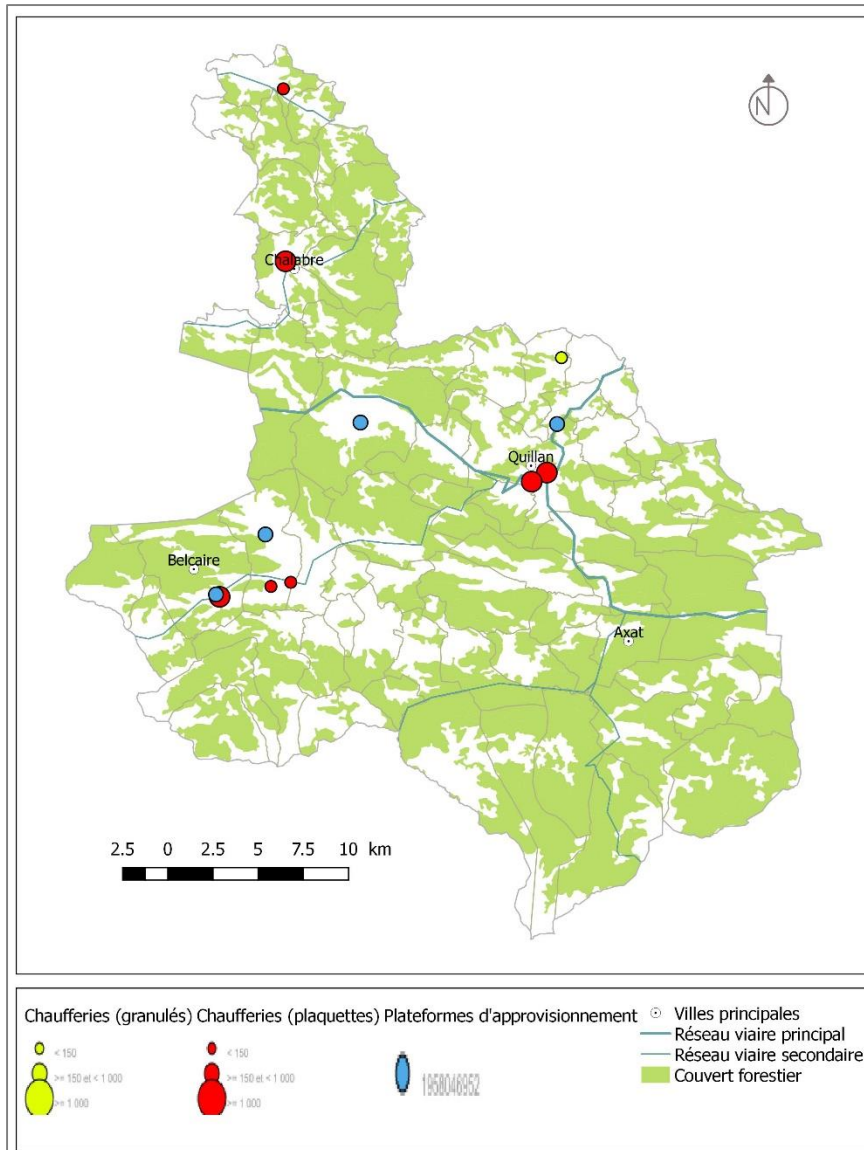 N
Chalabre
Quillan
Belcaire
Axat
2.5 0 2.5 5 7.5 10 km
Chaufferies (granulés)
< 150
>= 150 et < 1 000
>= 1 000
Chaufferies (plaquettes)
< 150
>= 150 et < 1 000
>= 1 000
Plateformes d'approvisionnement
1958046952
Villes principales
Réseau viaire principal
Réseau viaire secondaire
Couvert forestier